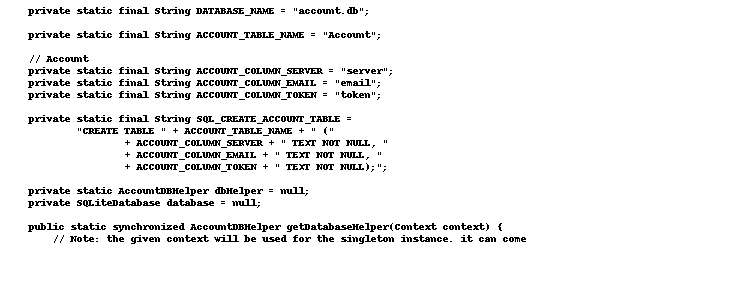 private static final String DATABASE_NAME = "account.db";
private static final String ACCOUNT_TABLE_NAME = "Account";
// Account
private static final String ACCOUNT_COLUMN_SERVER = "server";
private static final String ACCOUNT_COLUMN_EMAIL = "email";
private static final String ACCOUNT_COLUMN_TOKEN = "token";
private static final String SQL_CREATE_ACCOUNT_TABLE =
"CREATE TABLE " + ACCOUNT_TABLE_NAME + " ("
+ ACCOUNT_COLUMN_SERVER + " TEXT NOT NULL, "
+ ACCOUNT_COLUMN_EMAIL + " TEXT NOT NULL, "
+ ACCOUNT_COLUMN_TOKEN + " TEXT NOT NULL);";
private static AccountDBHelper dbHelper = null;
private SQLiteDatabase database = null;
public static synchronized AccountDBHelper getDatabaseHelper(Context context) {
// Note: the given context will be used for the singleton instance. it can come